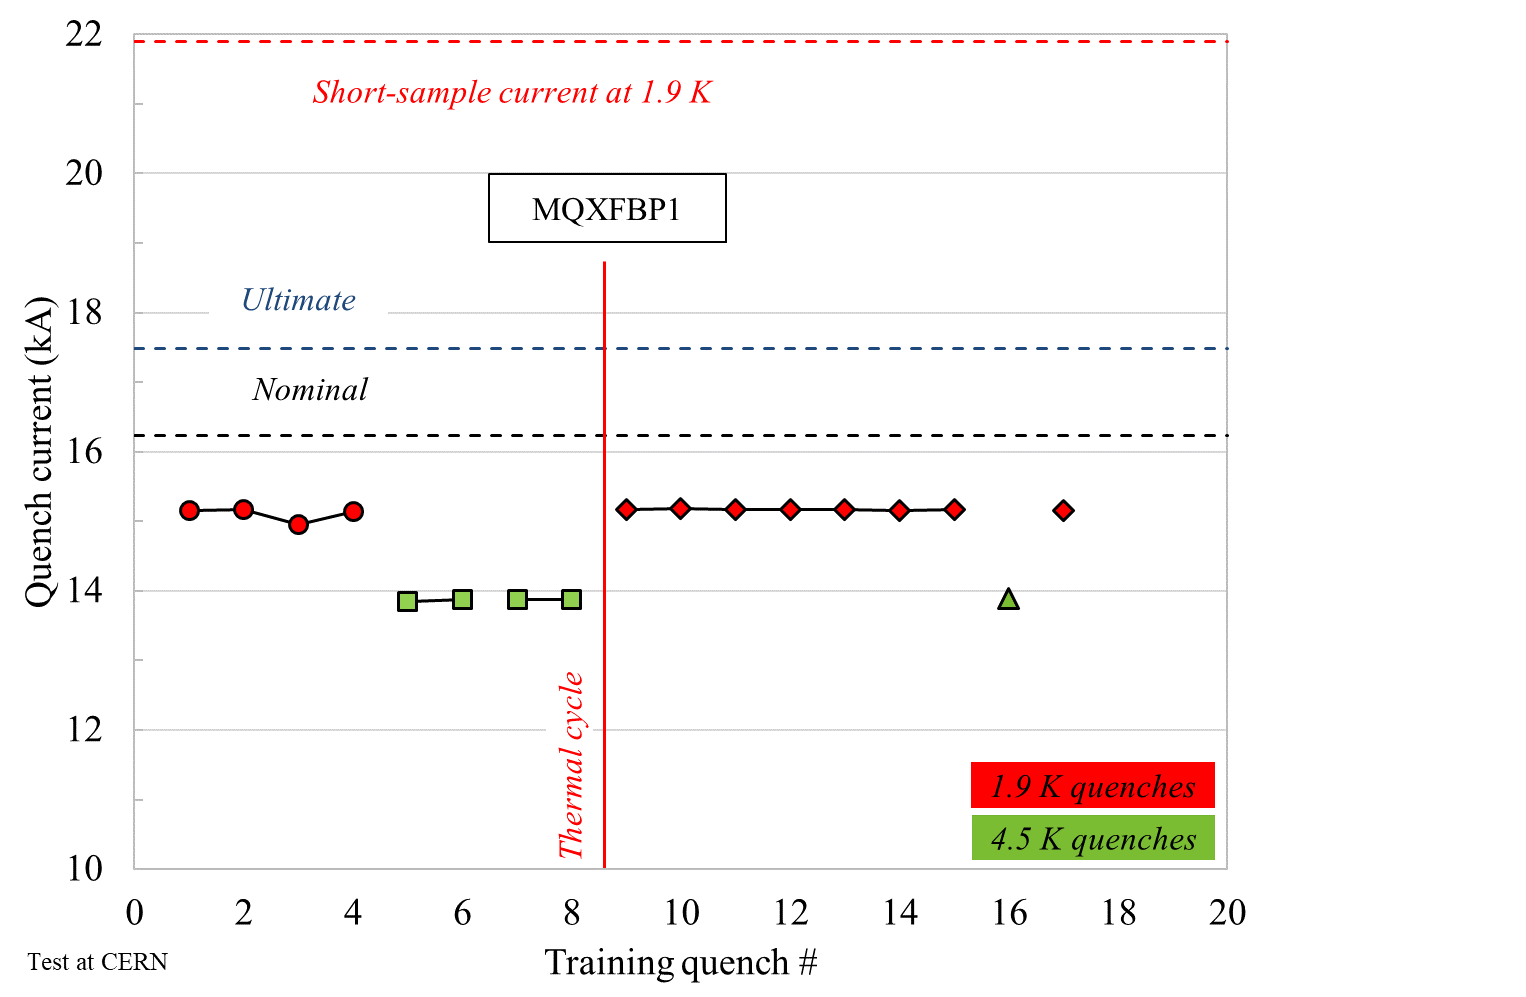 22
Short-sample current at 1.9 K
20
MQXFBP1
Ultimate
18
Nominal
16
Quench current (kA)
14
12
Thermal cycle
1.9 K quenches
4.5 K quenches
10
0 2 4 6 8 10 12 14 16 18 20
Training quench #
Test at CERN